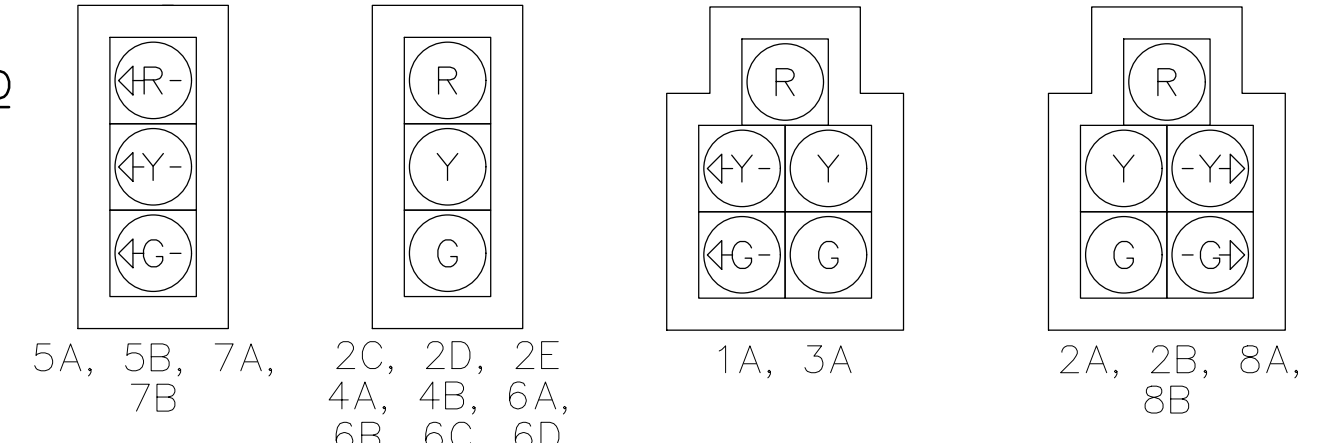 R R R R
Y Y Y Y Y Y
G G G G G G
5A, 5B, 7A,
7B
2C, 2D, 2E
4A, 4B, 6A,
6B, 6C, 6D
1A, 3A
2A, 2B, 8A,
8B